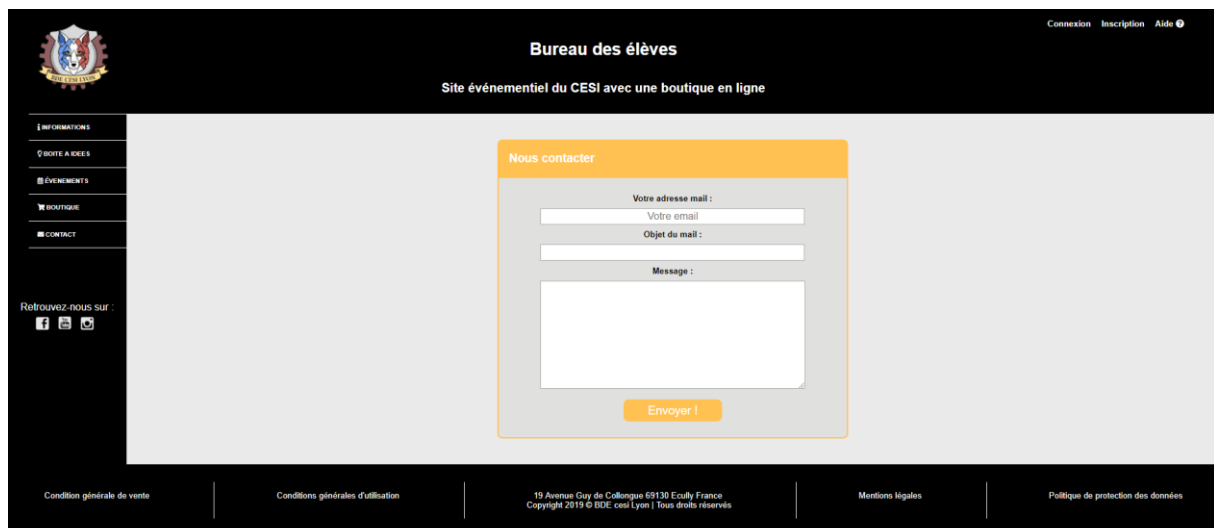 Connexion Inscription Aide
Bureau des élèves
Site événementiel du CESI avec une boutique en ligne
BDE CESI LYON
INFORMATIONS
BOITE A IDEES
ÉVENEMENTS
BOUTIQUE
CONTACT
Retrouvez-nous sur :
Nous contacter
Votre adresse mail :
Votre email
Objet du mail :
Message :
Envoyer !
Condition générale de vente
Conditions générales d'utilisation
19 Avenue Guy de Collongue 69130 Ecully France
Copyright 2019 © BDE cesi Lyon | Tous droits réservés
Mentions légales
Politique de protection des données